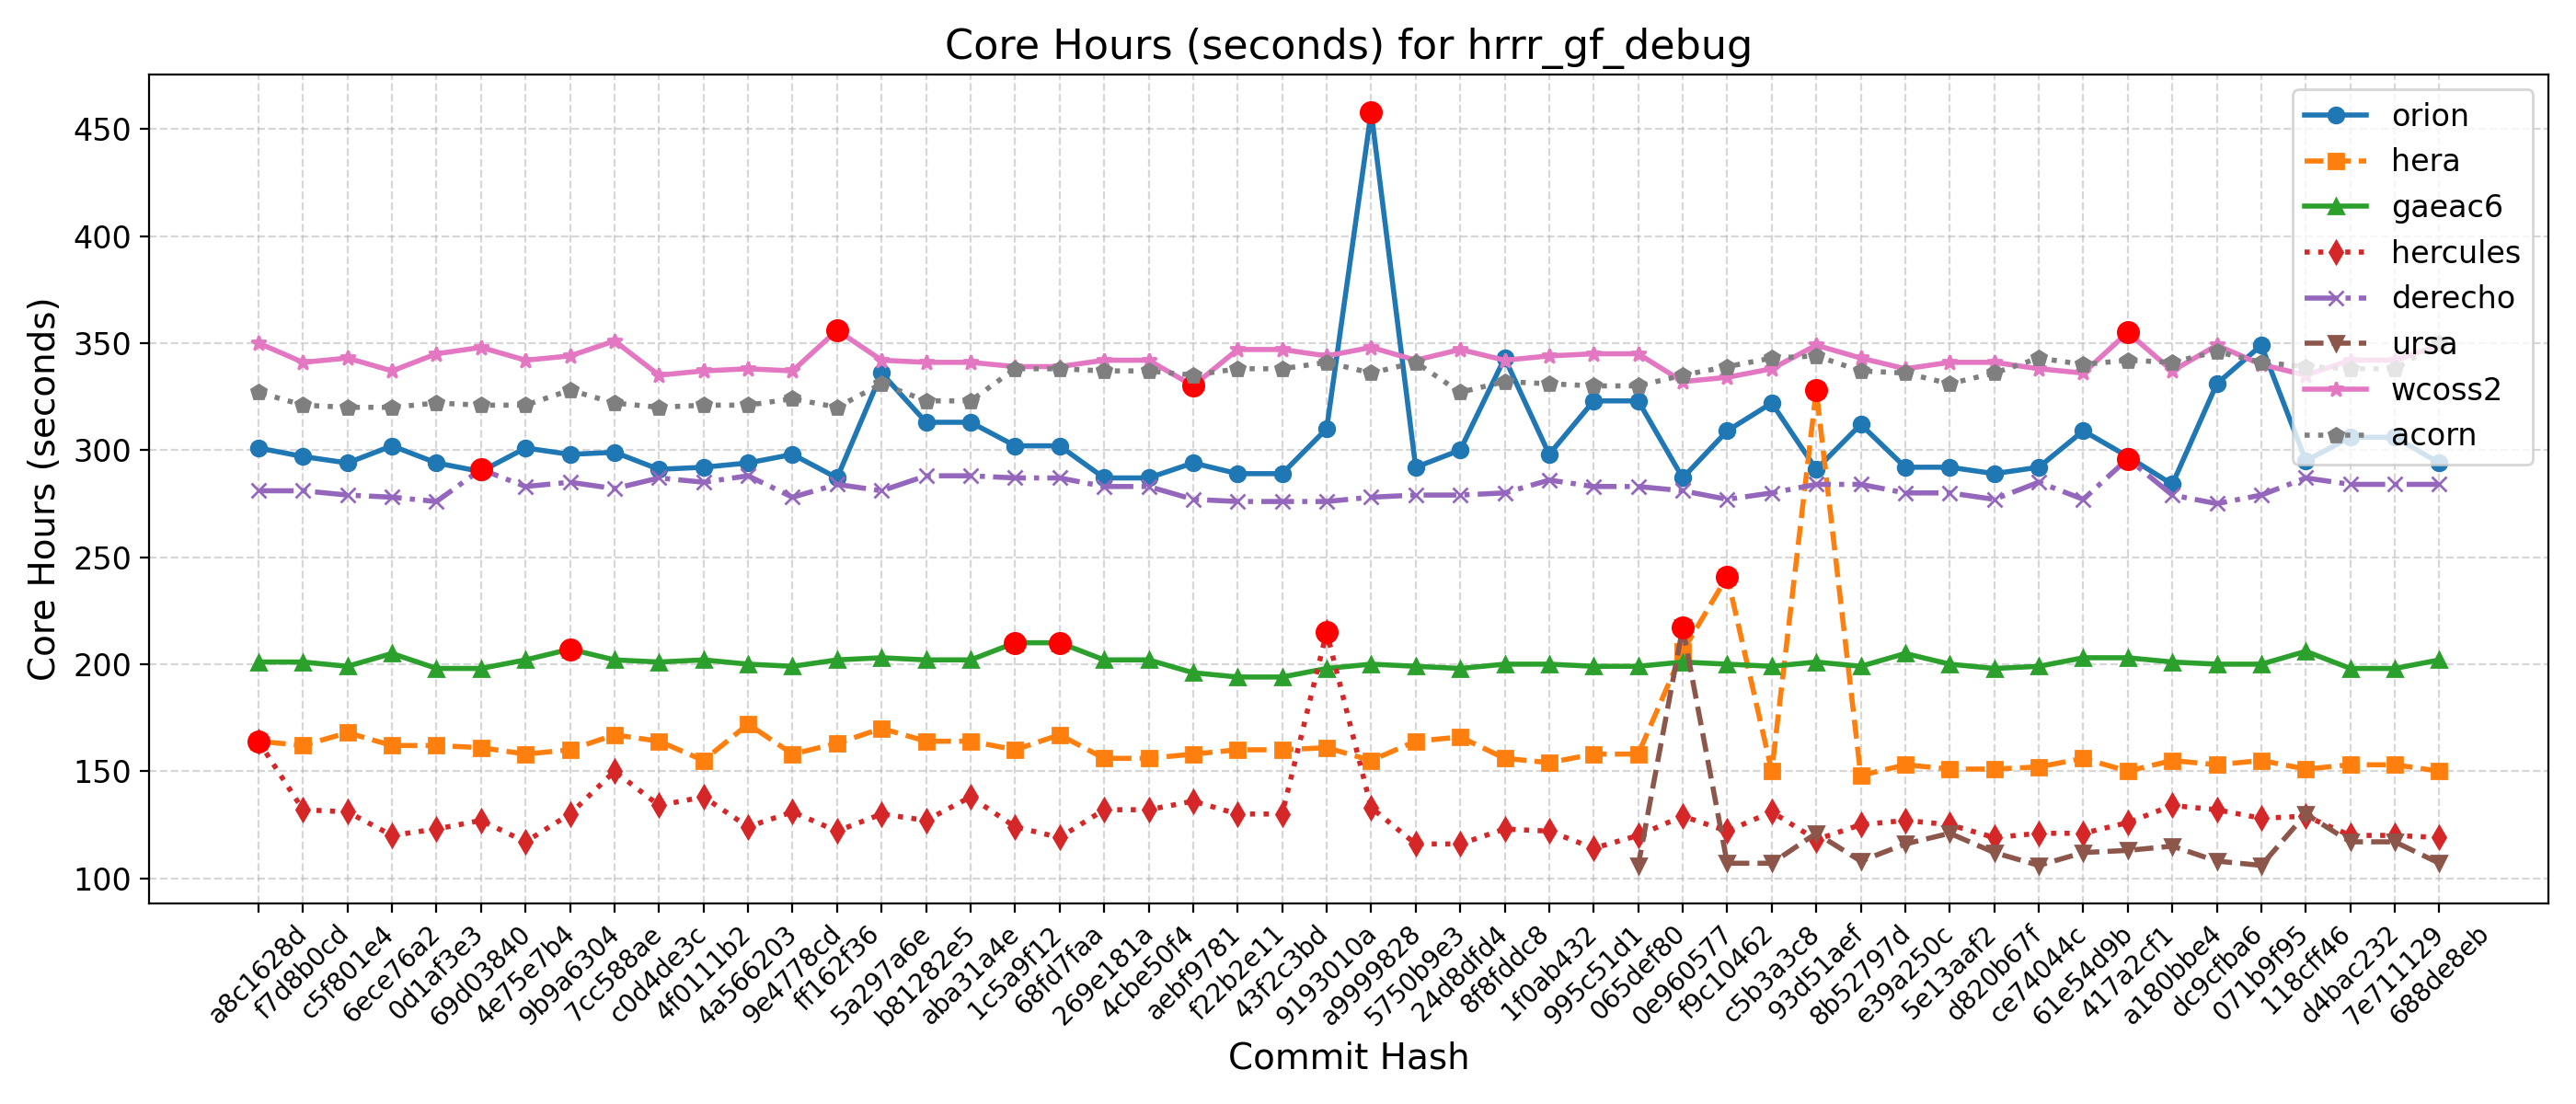 Core Hours (seconds) for hrrr_gf_debug
Core Hours (seconds)
450
400
350
300
250
200
150
100
orion
hera
gaeac6
hercules
derecho
ursa
wcoss2
acorn
a8c1628d
f7d8b0cd
c5f801e4
6ece76a2
0d1af3e3
69d03840
4e75e7b4
9b9a6304
7cc588ae
c0d4de3c
4f0111b2
4a566203
9e4778cd
ff162f36
5a297a6e
b81282e5
aba31a4e
1c5a9f12
68fd7faa
269e181a
4cbe50f4
aebf9781
f22b2e11
43f2c3bd
9193010a
a9999828
5750b9e3
24d8dfd4
8f8fddc8
1f0ab432
995c51d1
065def80
0e960577
f9c10462
c5b3a3c8
93d51aef
8b52797d
e39a250c
5e13aaf2
d820b67f
ce74044c
61e54d9b
417a2cf1
a180bbe4
dc9cfba6
071b9f95
118cff46
d4bac232
7e711129
688de8eb
Commit Hash